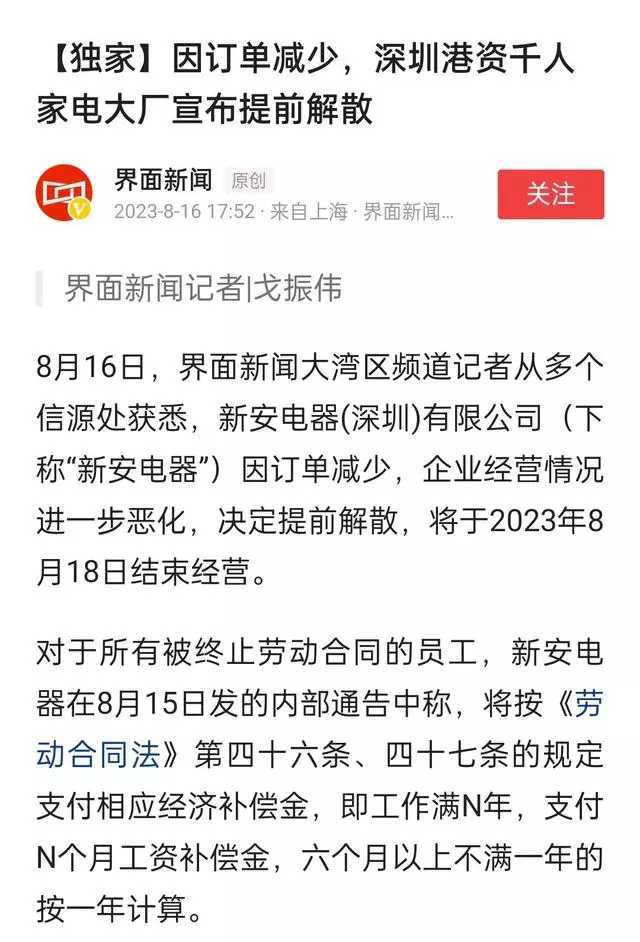 【独家】因订单减少，深圳港资千人
家电大厂宣布提前解散
界面新闻 原创
2023-8-16 17:52 · 来自上海 · 界面新闻...
关注
界面新闻记者|戈振伟
8月16日，界面新闻大湾区频道记者从多个
信源处获悉，新安电器(深圳)有限公司（下
称“新安电器”）因订单减少，企业经营情况
进一步恶化，决定提前解散，将于2023年8
月18日结束经营。
对于所有被终止劳动合同的员工，新安电
器在8月15日发的内部通告中称，将按《劳
动合同法》第四十六条、四十七条的规定
支付相应经济补偿金，即工作满N年，支付
N个月工资补偿金，六个月以上不满一年的
按一年计算。